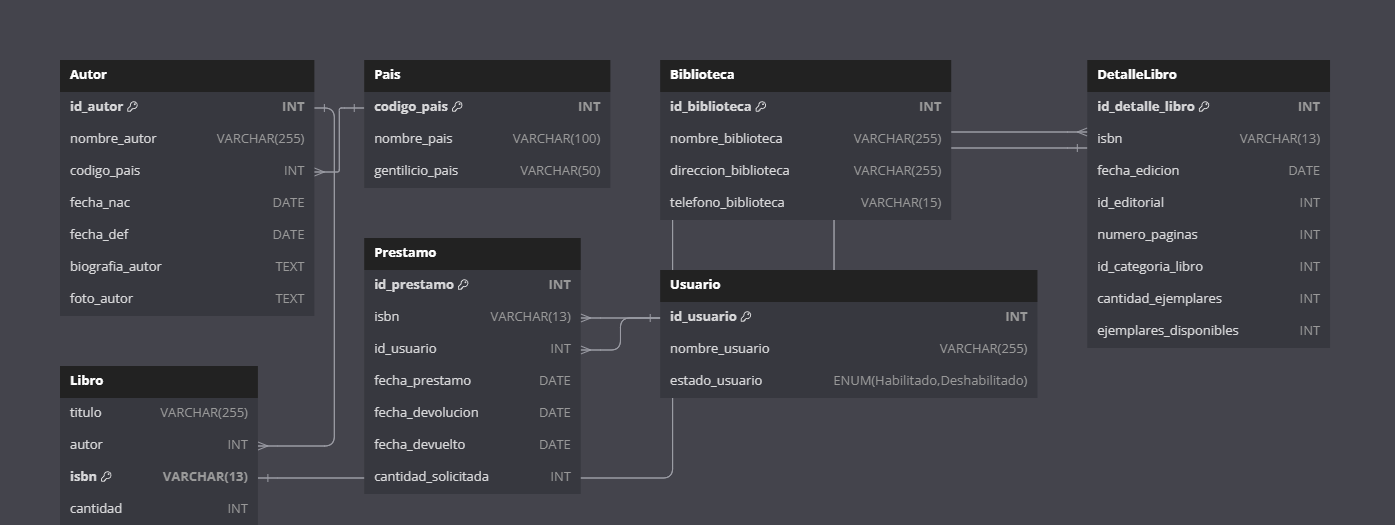 Autor
id_autor INT
nombre_autor VARCHAR(255)
codigo_pais INT
fecha_nac DATE
fecha_def DATE
biografia_autor TEXT
foto_autor TEXT
Pais
codigo_pais INT
nombre_pais VARCHAR(100)
gentilicio_pais VARCHAR(50)
Biblioteca
id_biblioteca INT
nombre_biblioteca VARCHAR(255)
direccion_biblioteca VARCHAR(255)
telefono_biblioteca VARCHAR(15)
DetalleLibro
id_detalle_libro INT
isbn VARCHAR(13)
fecha_edicion DATE
id_editorial INT
numero_paginas INT
id_categoria_libro INT
cantidad_ejemplares INT
ejemplares_disponibles INT
Prestamo
id_prestamo INT
isbn VARCHAR(13)
id_usuario INT
fecha_prestamo DATE
fecha_devolucion DATE
fecha_devuelto DATE
cantidad_solicitada INT
Usuario
id_usuario INT
nombre_usuario VARCHAR(255)
estado_usuario ENUM(Habilitado,Deshabilitado)
Libro
titulo VARCHAR(255)
autor INT
isbn VARCHAR(13)
cantidad INT